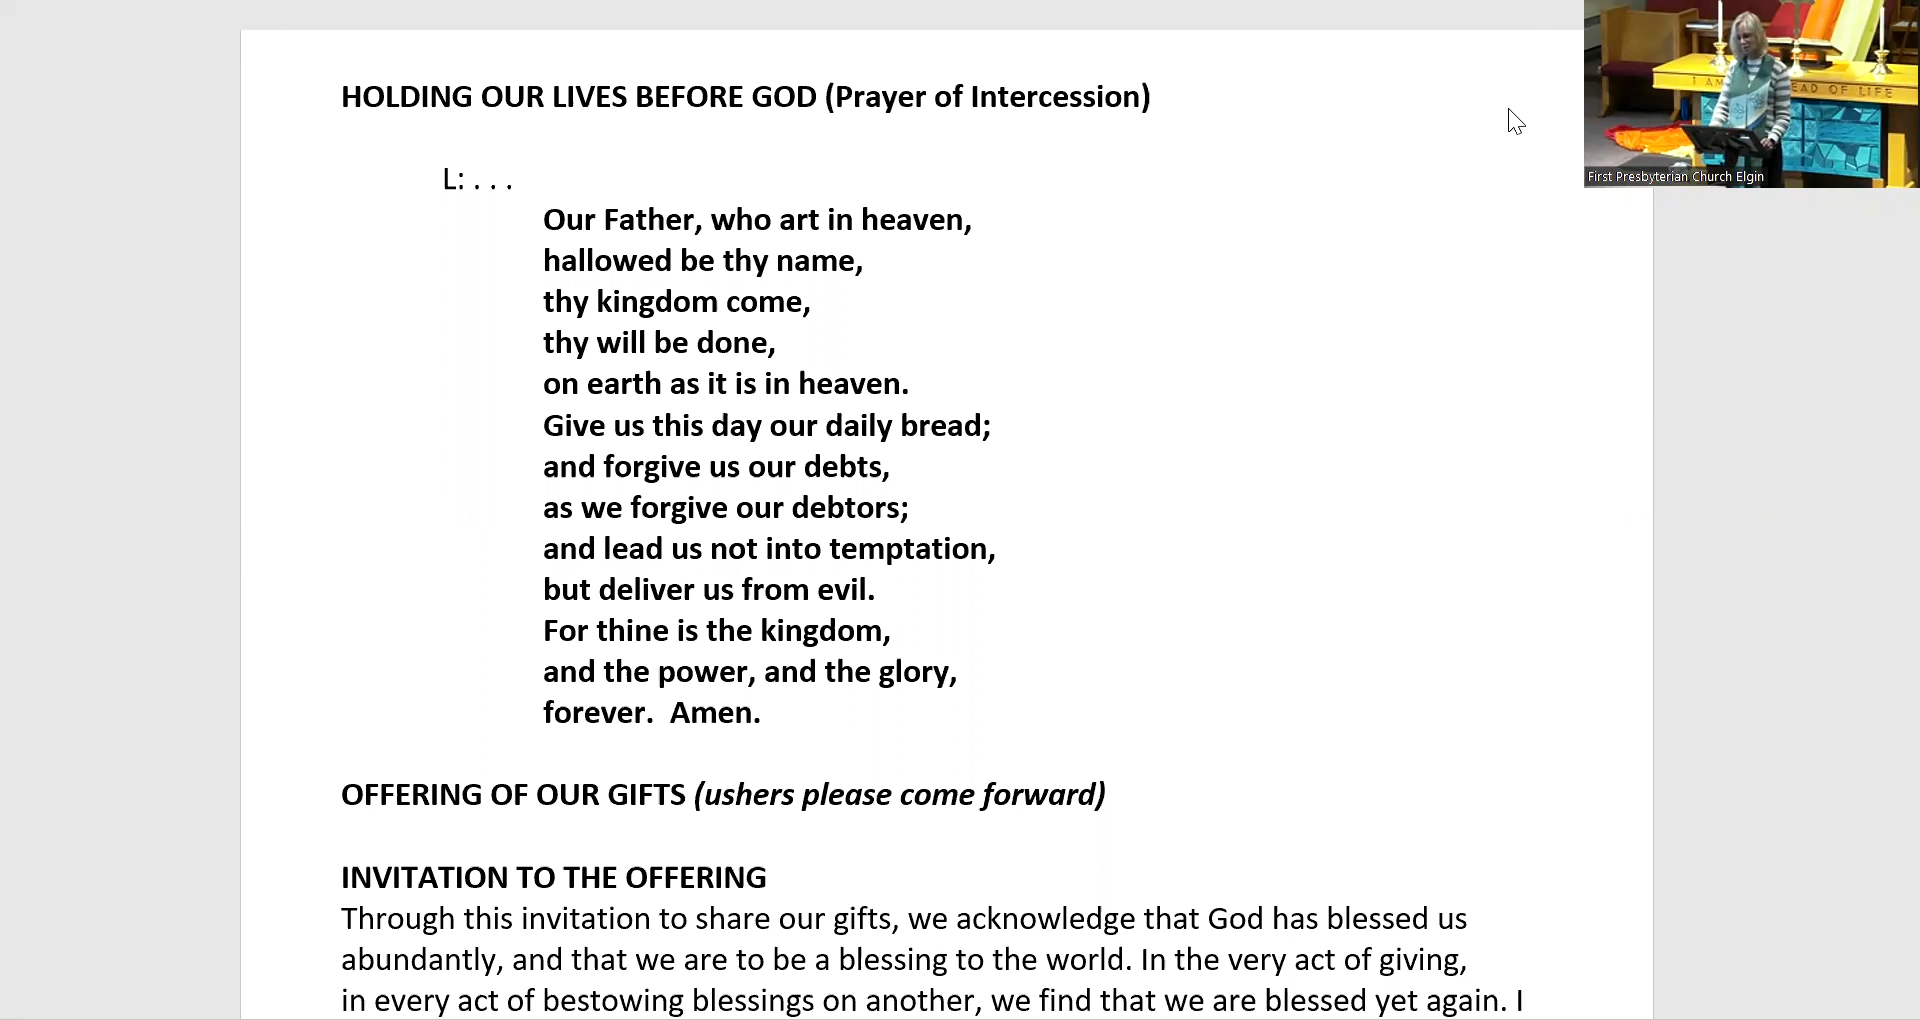 HOLDING OUR LIVES BEFORE GOD (Prayer of Intercession)
L: . . .
Our Father, who art in heaven,
hallowed be thy name,
thy kingdom come,
thy will be done,
on earth as it is in heaven.
Give us this day our daily bread;
and forgive us our debts,
as we forgive our debtors;
and lead us not into temptation,
but deliver us from evil.
For thine is the kingdom,
and the power, and the glory,
forever.  Amen.
OFFERING OF OUR GIFTS (ushers please come forward)
INVITATION TO THE OFFERING
Through this invitation to share our gifts, we acknowledge that God has blessed us
abundantly, and that we are to be a blessing to the world. In the very act of giving,
in every act of bestowing blessings on another, we find that we are blessed yet again. I
I AM EAD OF LIFE
First Presbyterian Church Elgin